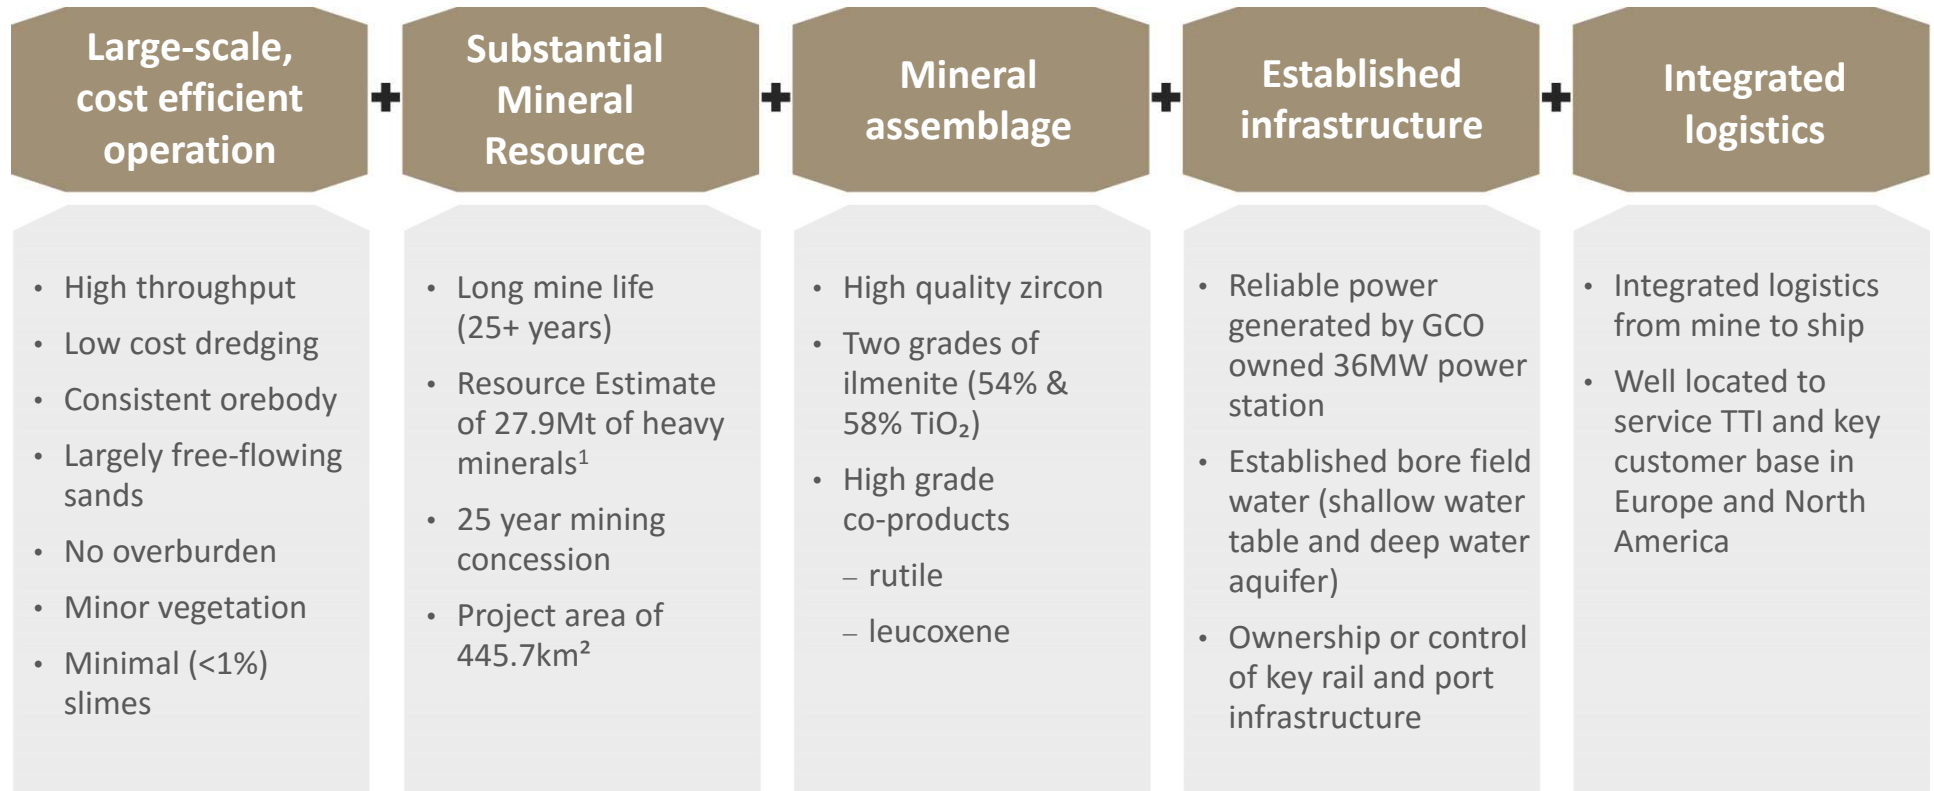 Large-scale,
cost efficient
operation
• High throughput
• Low cost dredging
• Consistent orebody
• Largely free-flowing
sands
• No overburden
• Minor vegetation
• Minimal (<1%)
slimes
Substantial
Mineral
Resource
• Long mine life
(25+ years)
• Resource Estimate
of 27.9Mt of heavy
minerals¹
• 25 year mining
concession
• Project area of
445.7km²
Mineral
assemblage
• High quality zircon
• Two grades of
ilmenite (54% &
58% TiO₂)
• High grade
co-products
– rutile
– leucoxene
Established
infrastructure
• Reliable power
generated by GCO
owned 36MW power
station
• Established bore field
water (shallow water
table and deep water
aquifer)
• Ownership or control
of key rail and port
infrastructure
Integrated
logistics
• Integrated logistics
from mine to ship
• Well located to
service TTI and key
customer base in
Europe and North
America